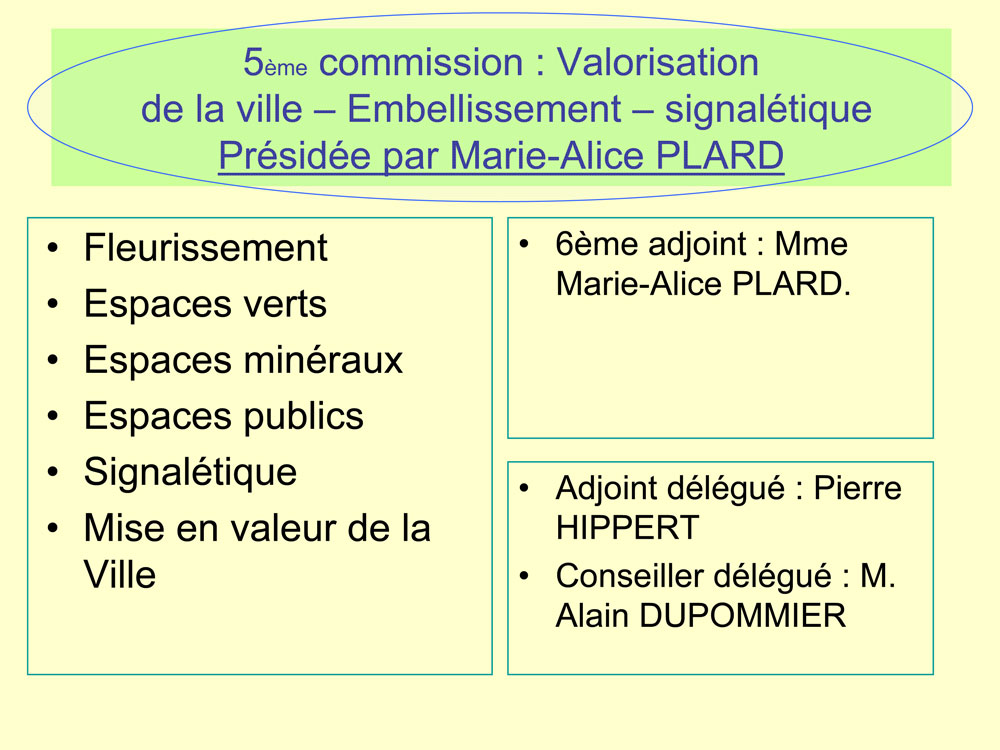 5ème commission : Valorisation
de la ville – Embellissement – signalétique
Présidée par Marie-Alice PLARD
• Fleurissement
• Espaces verts
• Espaces minéraux
• Espaces publics
• Signalétique
• Mise en valeur de la
Ville
• 6ème adjoint : Mme
Marie-Alice PLARD.
• Adjoint délégué : Pierre
HIPPERT
• Conseiller délégué : M.
Alain DUPOMMIER